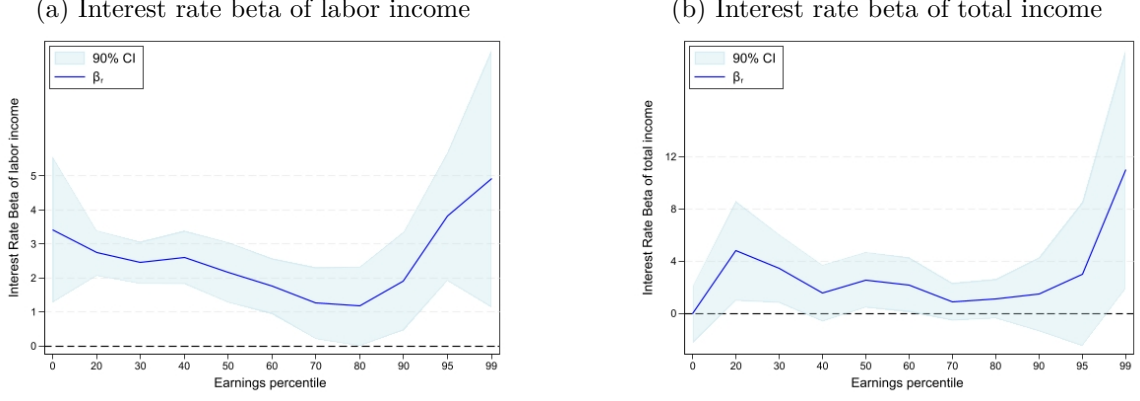 (a) Interest rate beta of labor income
90% CI
βr
Interest Rate Beta of labor income
5
4
3
2
1
0
0 20 30 40 50 60 70 80 90 95 99
Earnings percentile
(b) Interest rate beta of total income
90% CI
βr
Interest Rate Beta of total income
12
8
4
0
0 20 30 40 50 60 70 80 90 95 99
Earnings percentile